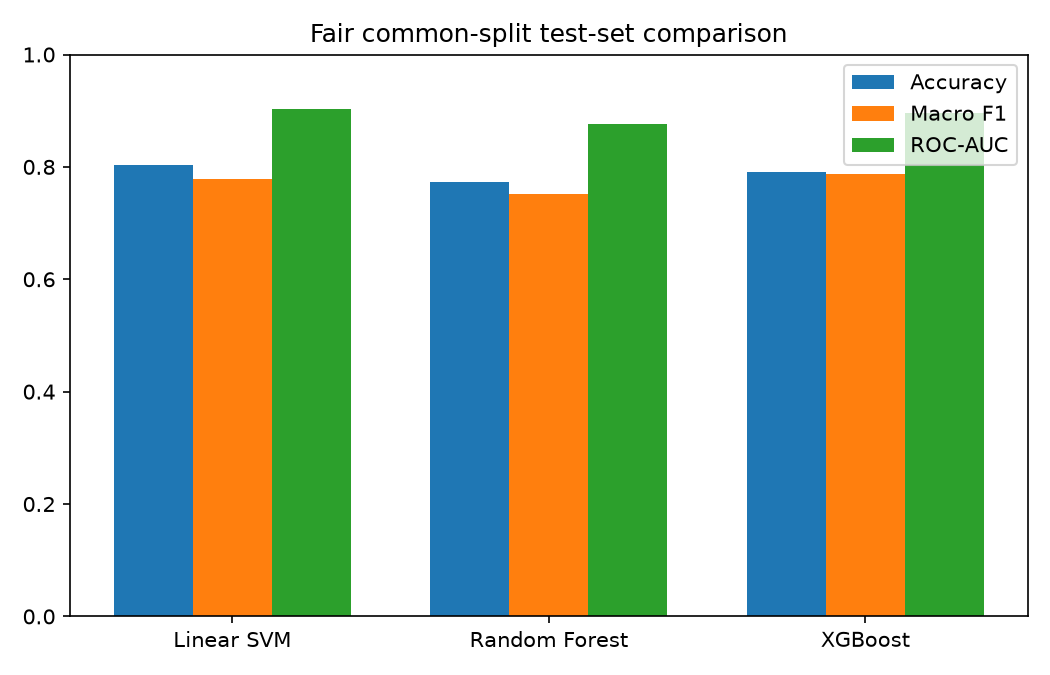 Fair common-split test-set comparison
1.0
0.8
0.6
0.4
0.2
0.0
Accuracy
Macro F1
ROC-AUC
Linear SVM
Random Forest
XGBoost